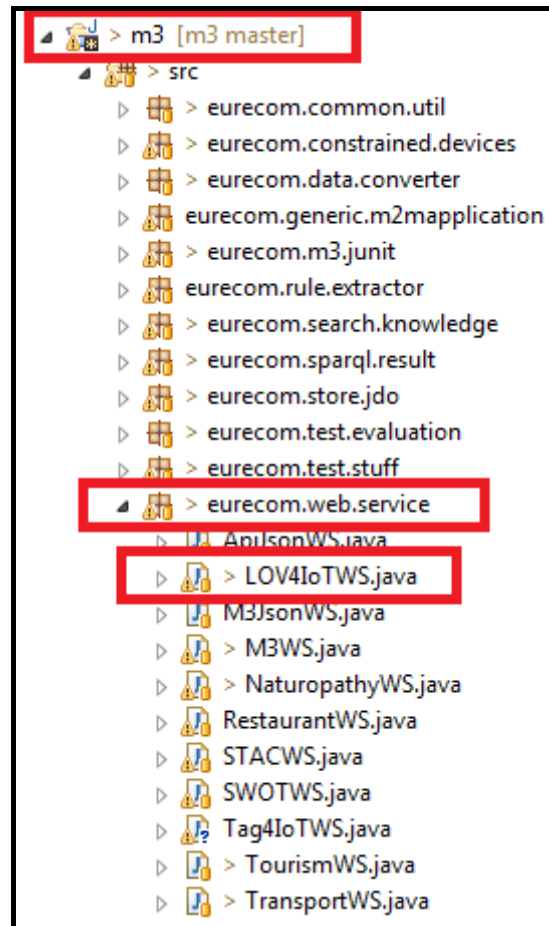 > m3 [m3 master]
> src
> eurecom.common.util
> eurecom.constrained.devices
> eurecom.data.converter
eurecom.generic.m2mapplication
> eurecom.m3.junit
eurecom.rule.extractor
> eurecom.search.knowledge
> eurecom.sparql.result
> eurecom.store.jdo
> eurecom.test.evaluation
> eurecom.test.stuff
> eurecom.web.service
ApiJsonWS.java
> LOV4IoTWS.java
M3JsonWS.java
> M3WS.java
> NaturopathyWS.java
RestaurantWS.java
STACWS.java
SWOTWS.java
Tag4IoTWS.java
> TourismWS.java
> TransportWS.java